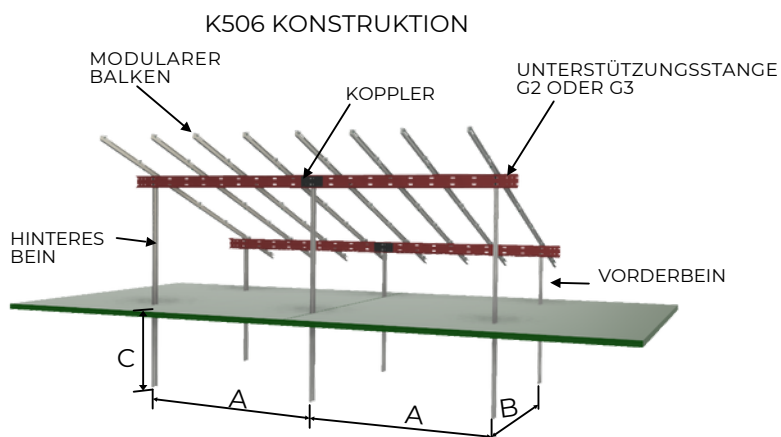 K506 KONSTRUKTION
MODULARER
BALKEN
KOPPLER
UNTERSTÜTZUNGSSTANGE
G2 ODER G3
HINTERES
BEIN
VORDERBEIN
C
A
A
B